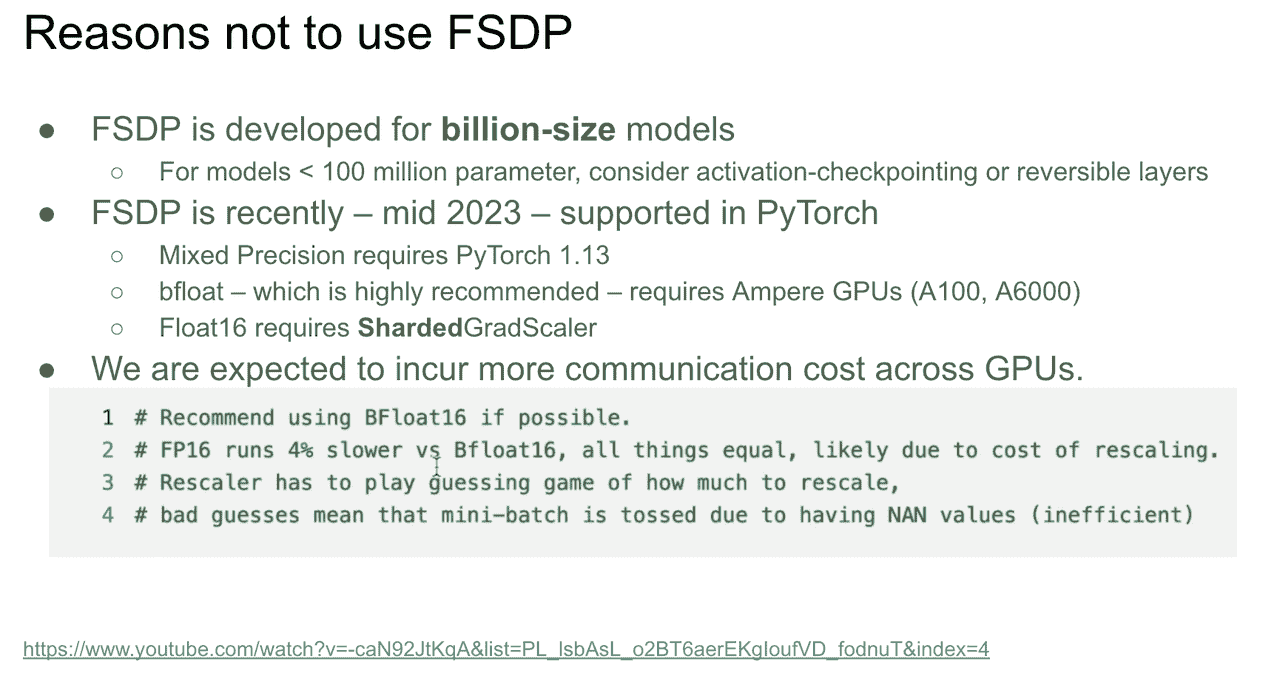 Reasons not to use FSDP
● FSDP is developed for billion-size models
○ For models < 100 million parameter, consider activation-checkpointing or reversible layers
● FSDP is recently – mid 2023 – supported in PyTorch
○ Mixed Precision requires PyTorch 1.13
○ bfloat – which is highly recommended – requires Ampere GPUs (A100, A6000)
○ Float16 requires ShardedGradScaler
● We are expected to incur more communication cost across GPUs.
1 # Recommend using BFloat16 if possible.
2 # FP16 runs 4% slower vs Bfloat16, all things equal, likely due to cost of rescaling.
3 # Rescaler has to play guessing game of how much to rescale,
4 # bad guesses mean that mini-batch is tossed due to having NAN values (inefficient)
https://www.youtube.com/watch?v=-caN92JtKqA&list=PL_lsbAsL_o2BT6aerEKgIoufVD_fodnuT&index=4